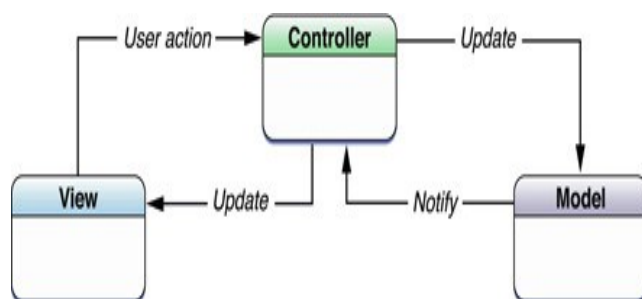 User action
Controller
Update
View
Update
Notify
Model